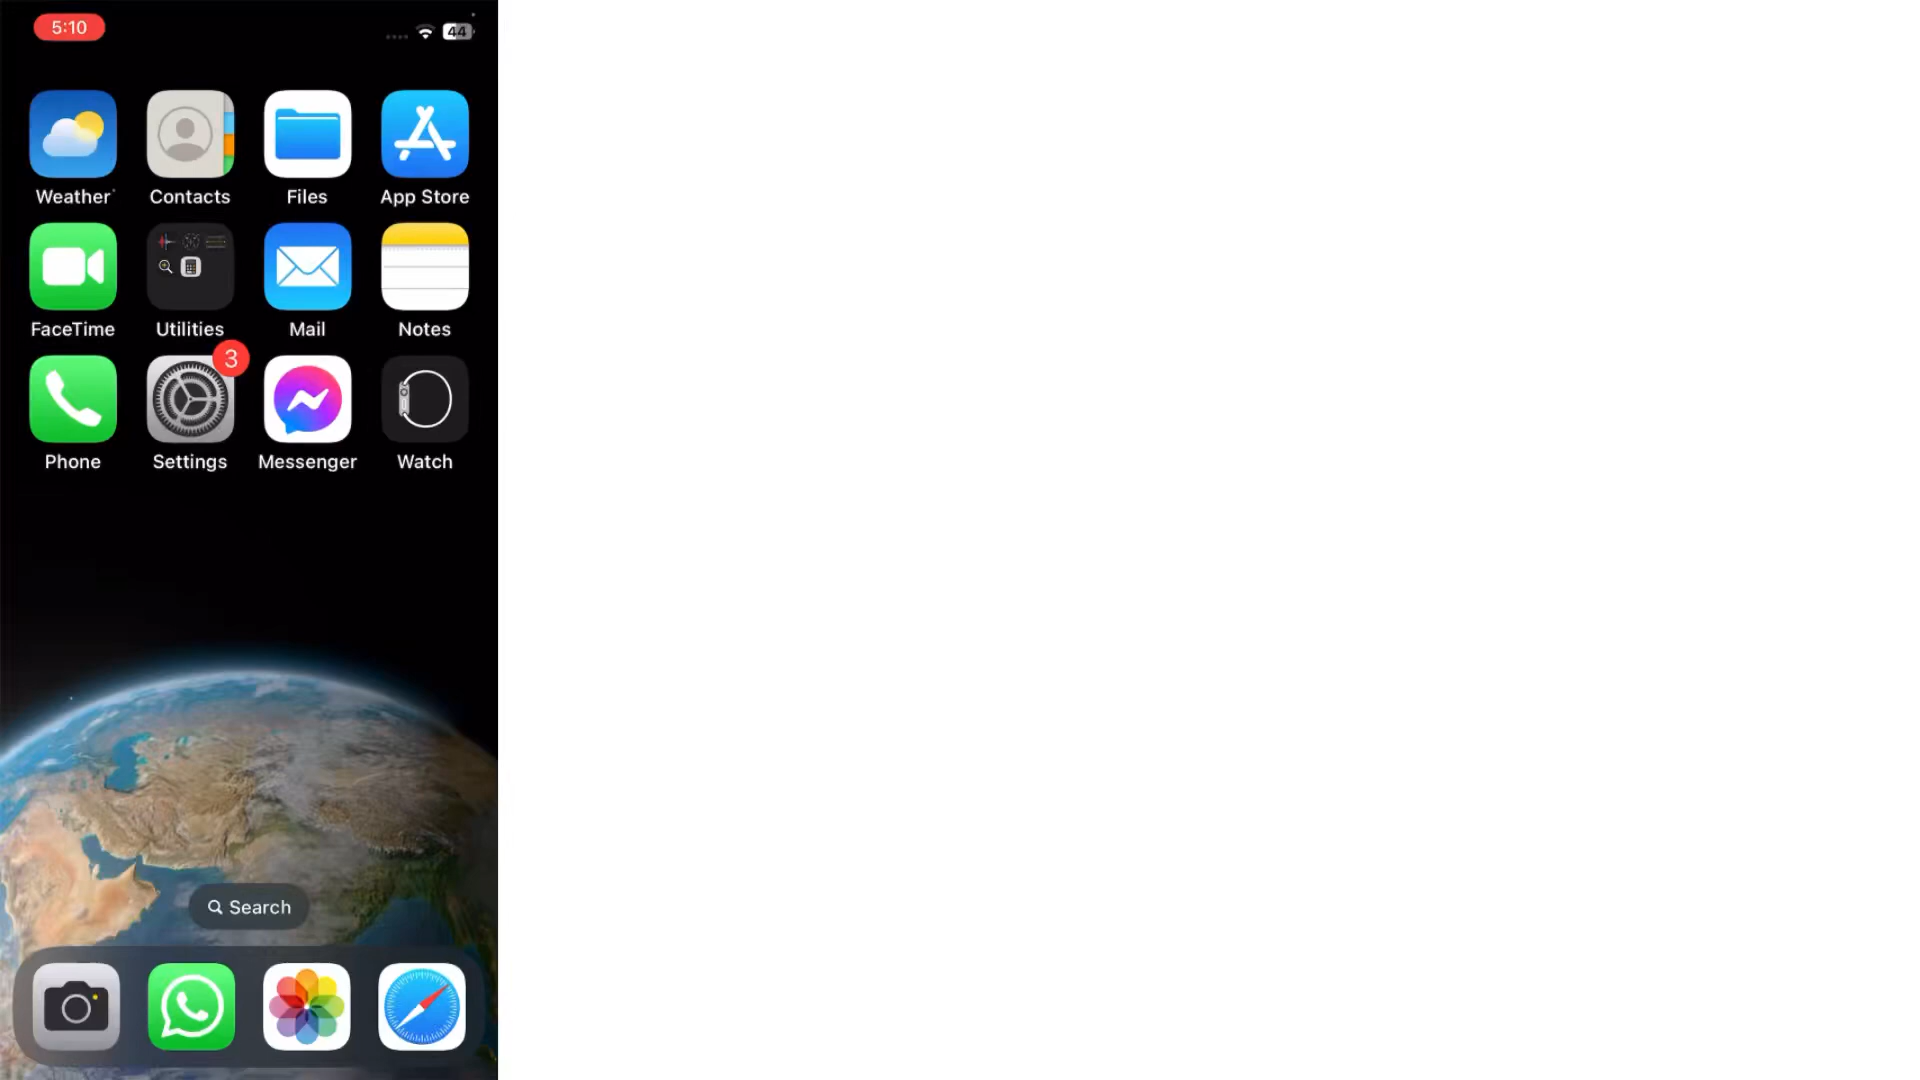 5:10
44
Weather Contacts Files App Store
FaceTime Utilities Mail Notes
3
Phone Settings Messenger Watch
Search